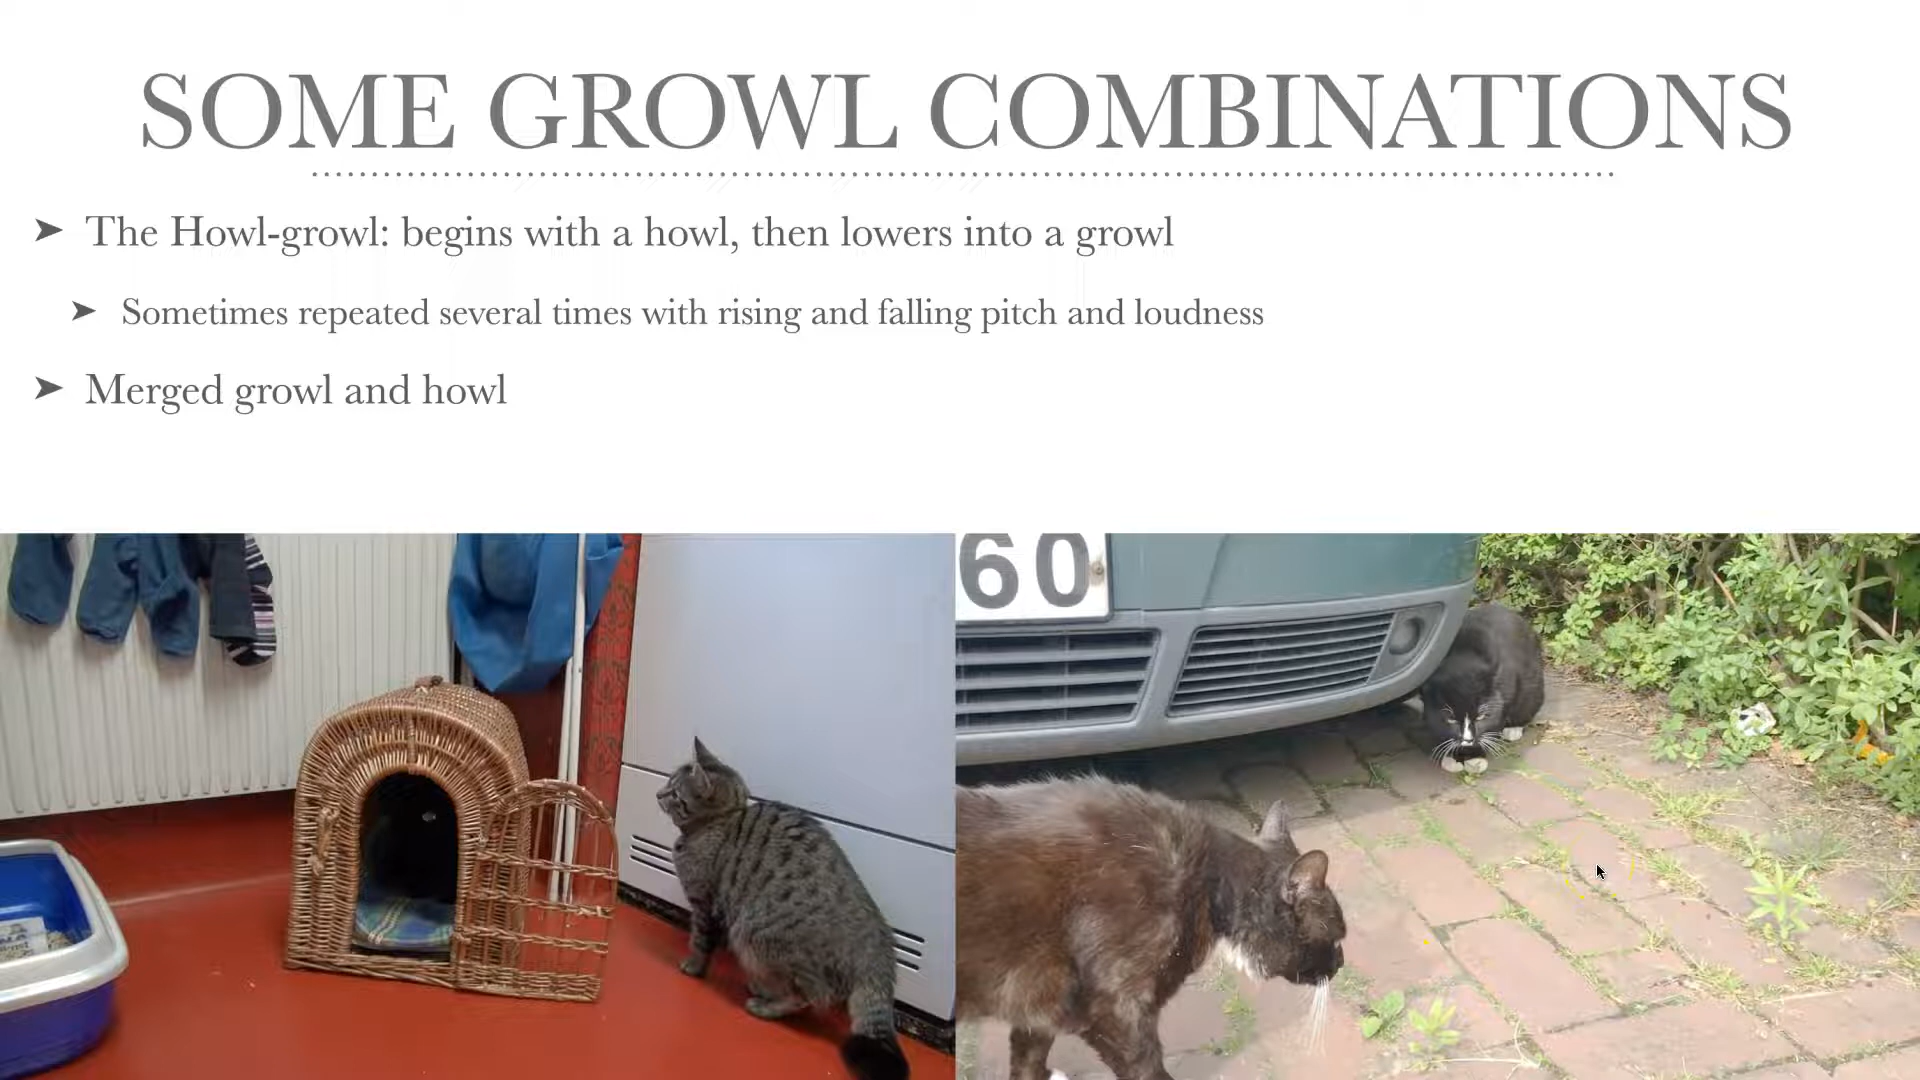 SOME GROWL COMBINATIONS
➤ The Howl-growl: begins with a howl, then lowers into a growl
➤ Sometimes repeated several times with rising and falling pitch and loudness
➤ Merged growl and howl
60